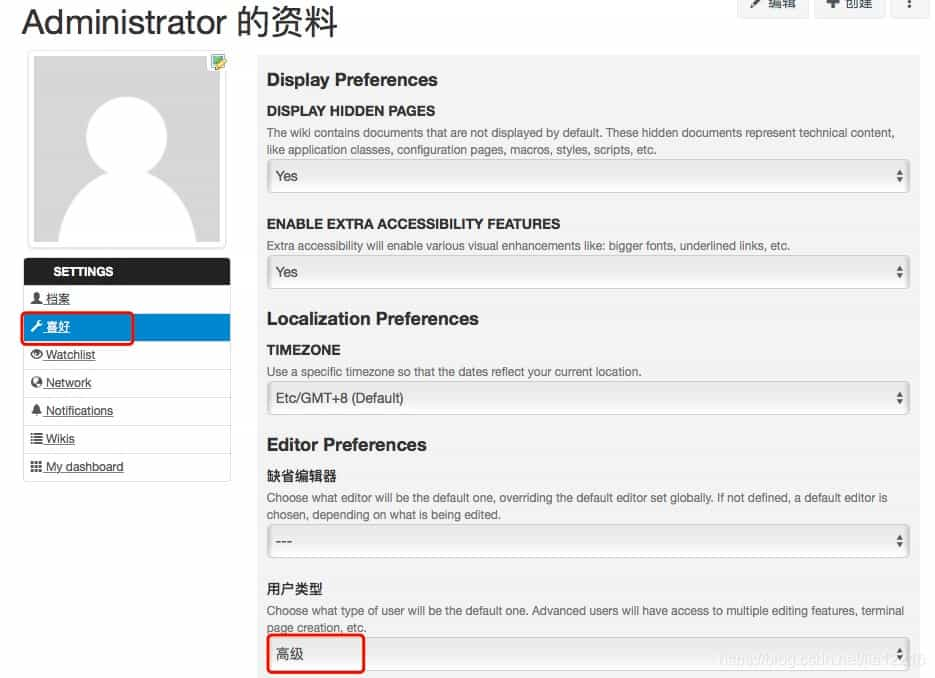 Administrator 的资料
编辑
创建
Display Preferences
DISPLAY HIDDEN PAGES
The wiki contains documents that are not displayed by default. These hidden documents represent technical content,
like application classes, configuration pages, macros, styles, scripts, etc.
Yes
ENABLE EXTRA ACCESSIBILITY FEATURES
Extra accessibility will enable various visual enhancements like: bigger fonts, underlined links, etc.
Yes
SETTINGS
档案
喜好
Watchlist
Network
Notifications
Wikis
My dashboard
Localization Preferences
TIMEZONE
Use a specific timezone so that the dates reflect your current location.
Etc/GMT+8 (Default)
Editor Preferences
缺省编辑器
Choose what editor will be the default one, overriding the default editor set globally. If not defined, a default editor is
chosen, depending on what is being edited.
---
用户类型
Choose what type of user will be the default one. Advanced users will have access to multiple editing features, terminal
page creation, etc.
高级